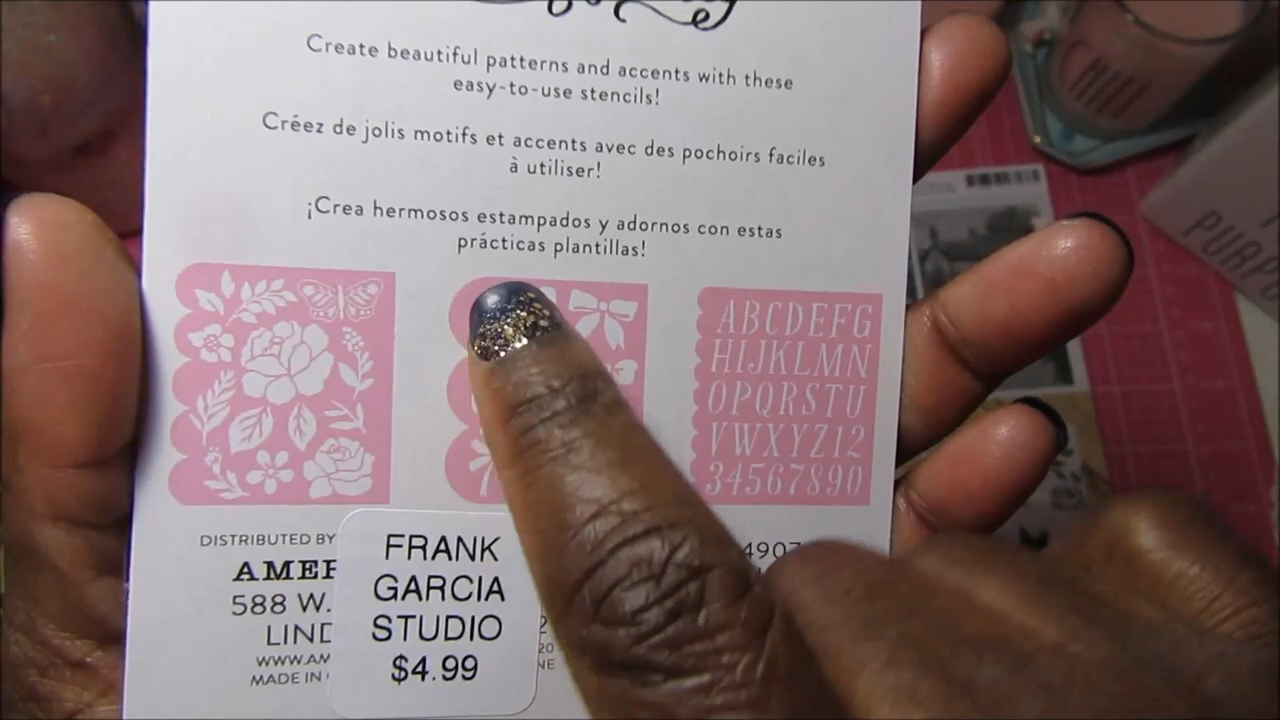 Create beautiful patterns and accents with these
easy-to-use stencils!
Créez de jolis motifs et accents avec des pochoirs faciles
à utiliser!
¡Crea hermosos estampados y adornos con estas
prácticas plantillas!
ABCDEFG
HIJKLMN
OPQRSTU
VWXYZ12
34567890
DISTRIBUTED BY
588 W.
MADE IN
FRANK
GARCIA
STUDIO
$4.99
4907
CHILL